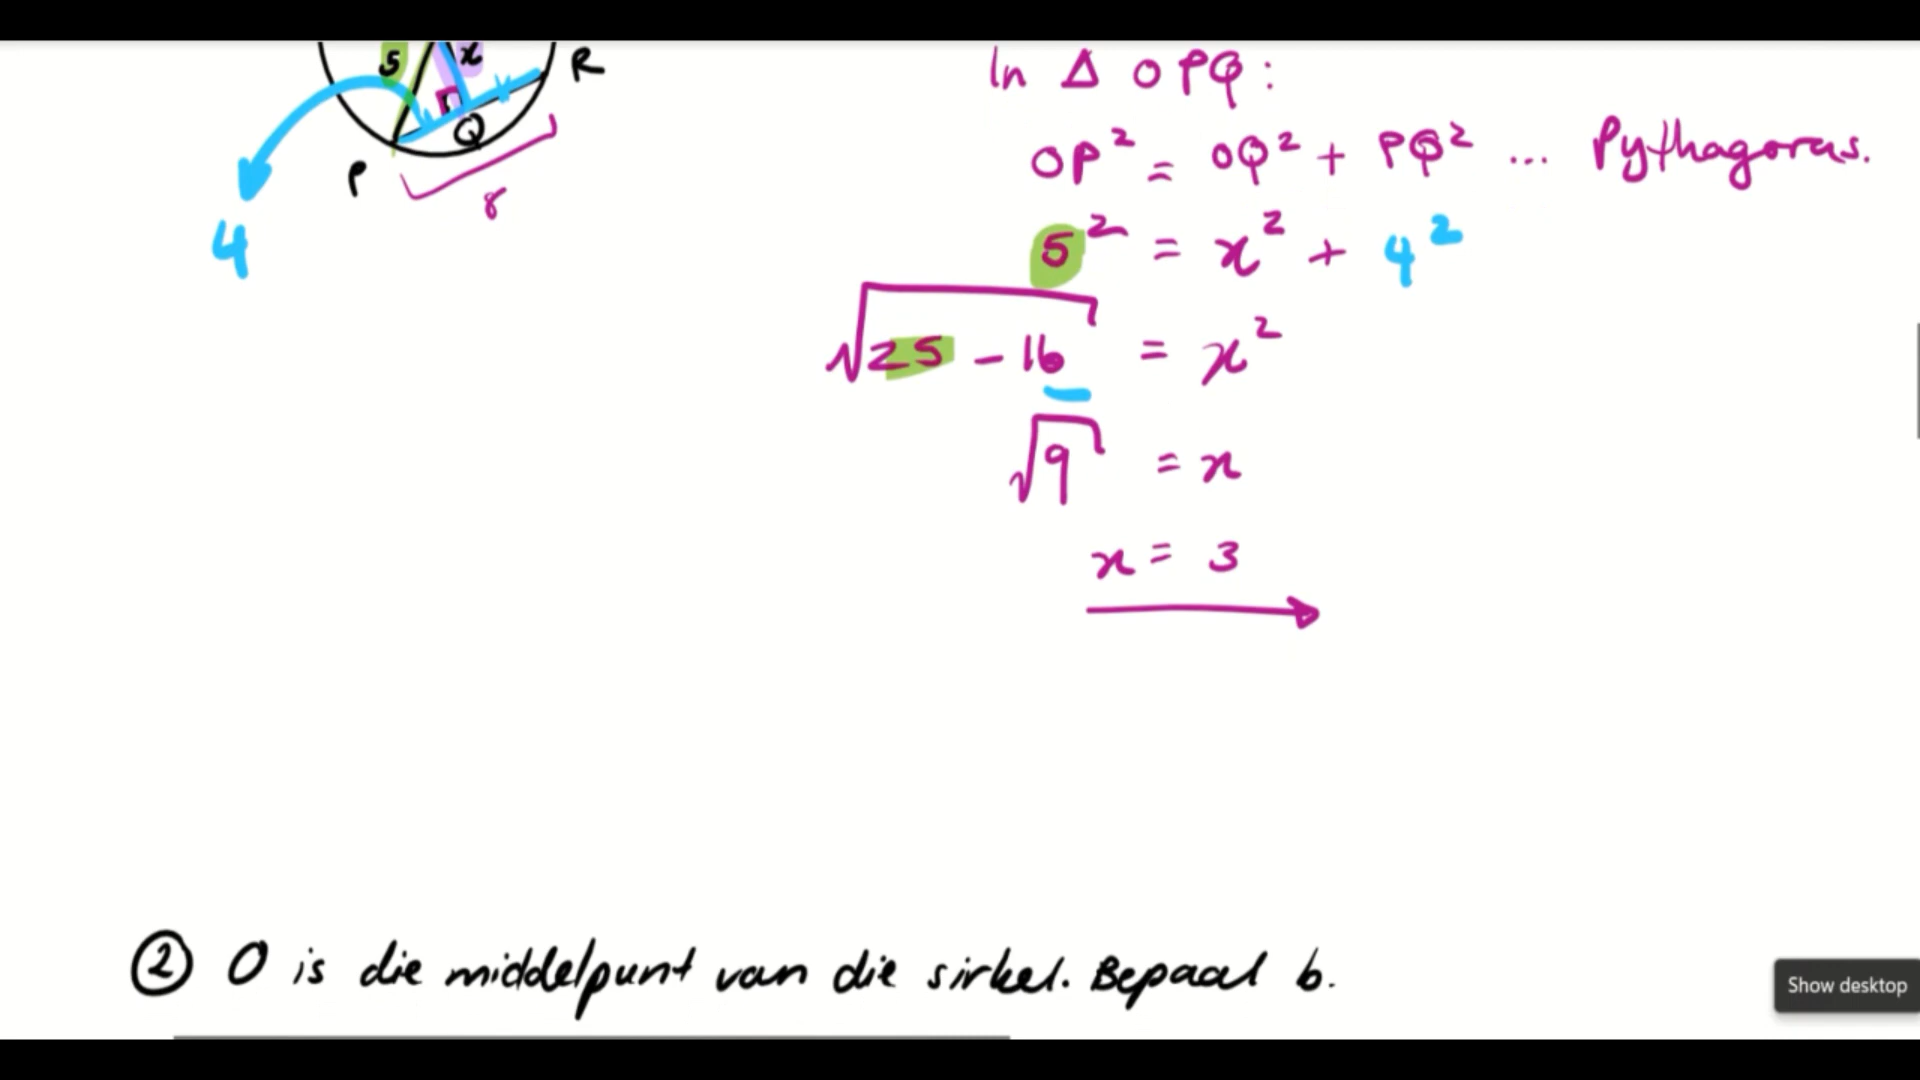 5 x R
P Q
8
4
In Δ OPQ:
OP² = OQ² + PQ² ... Pythagoras.
5² = x² + 4²
√25 - 16 = x²
√9 = x
x = 3
② O is die middelpunt van die sirkel. Bepaal b.
Show desktop